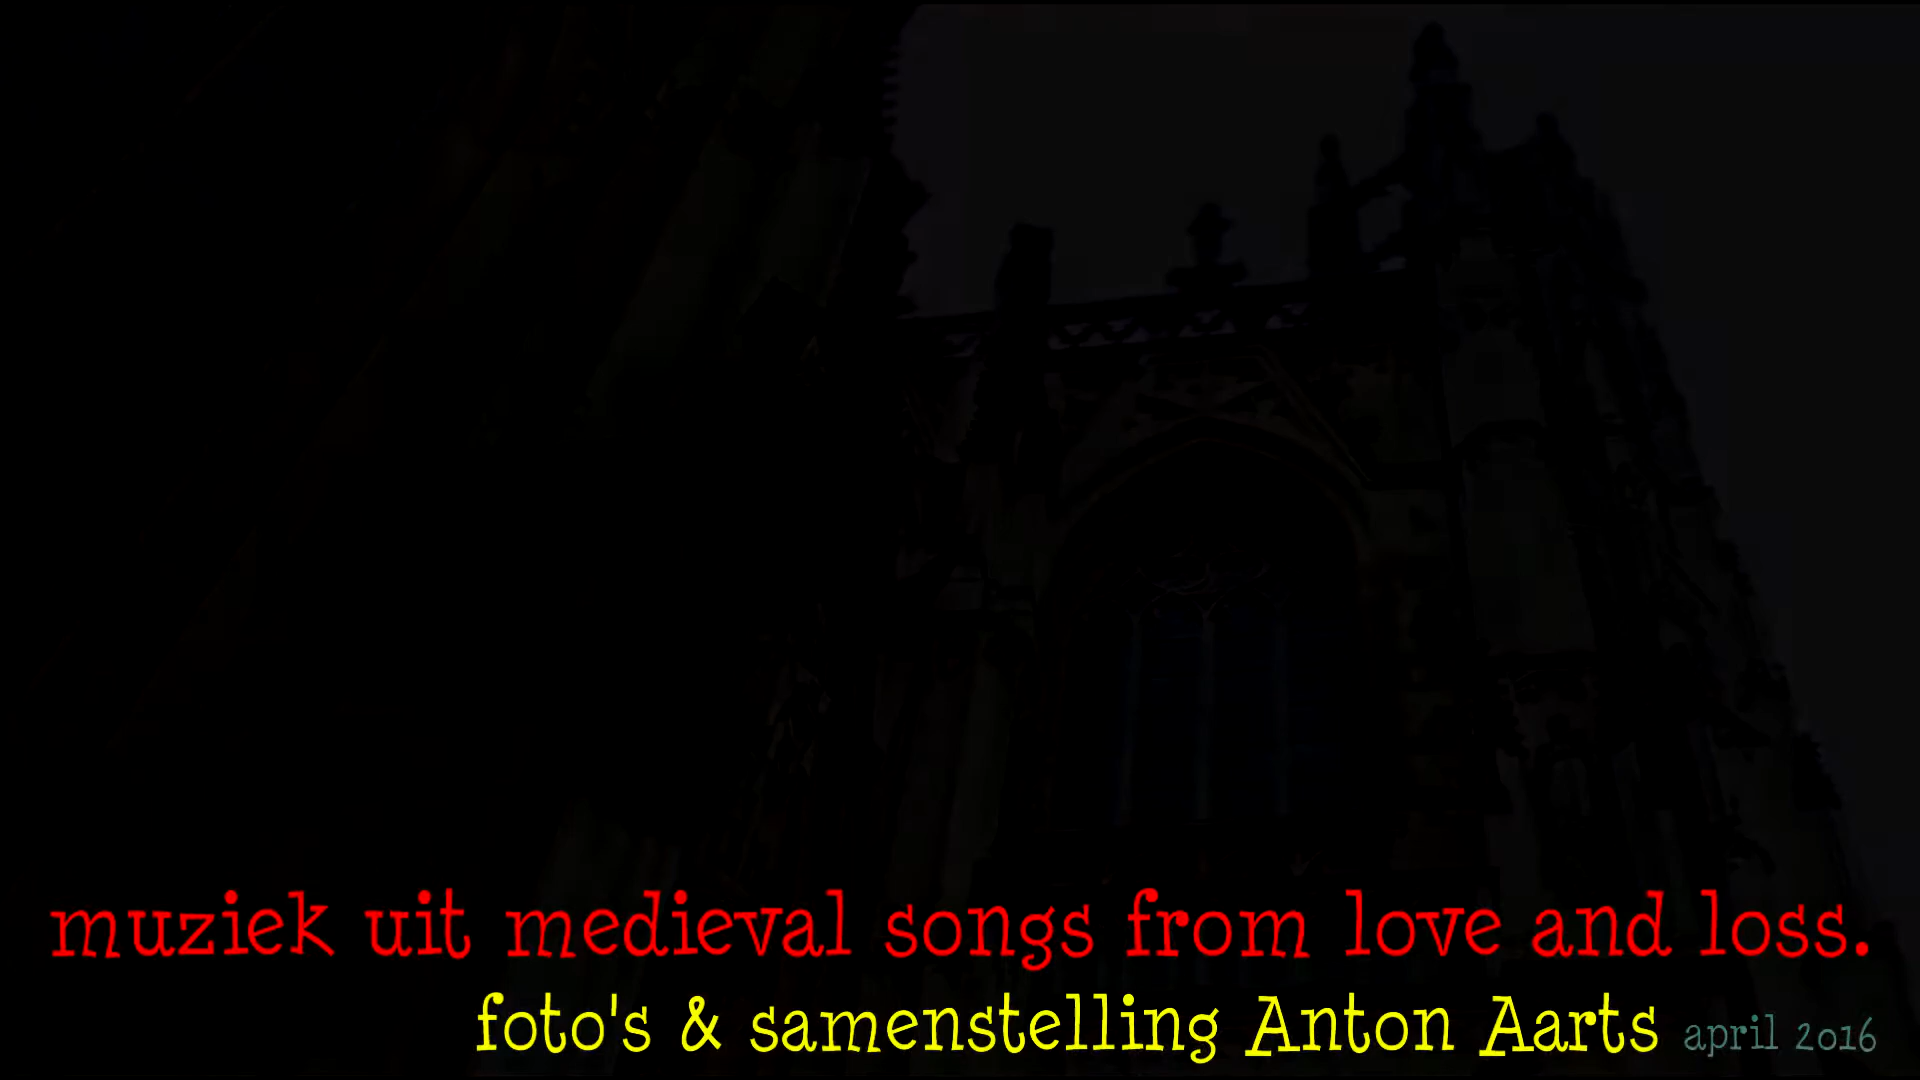 muziek uit medieval songs from love and loss.
foto's & samenstelling Anton Aarts april 2016